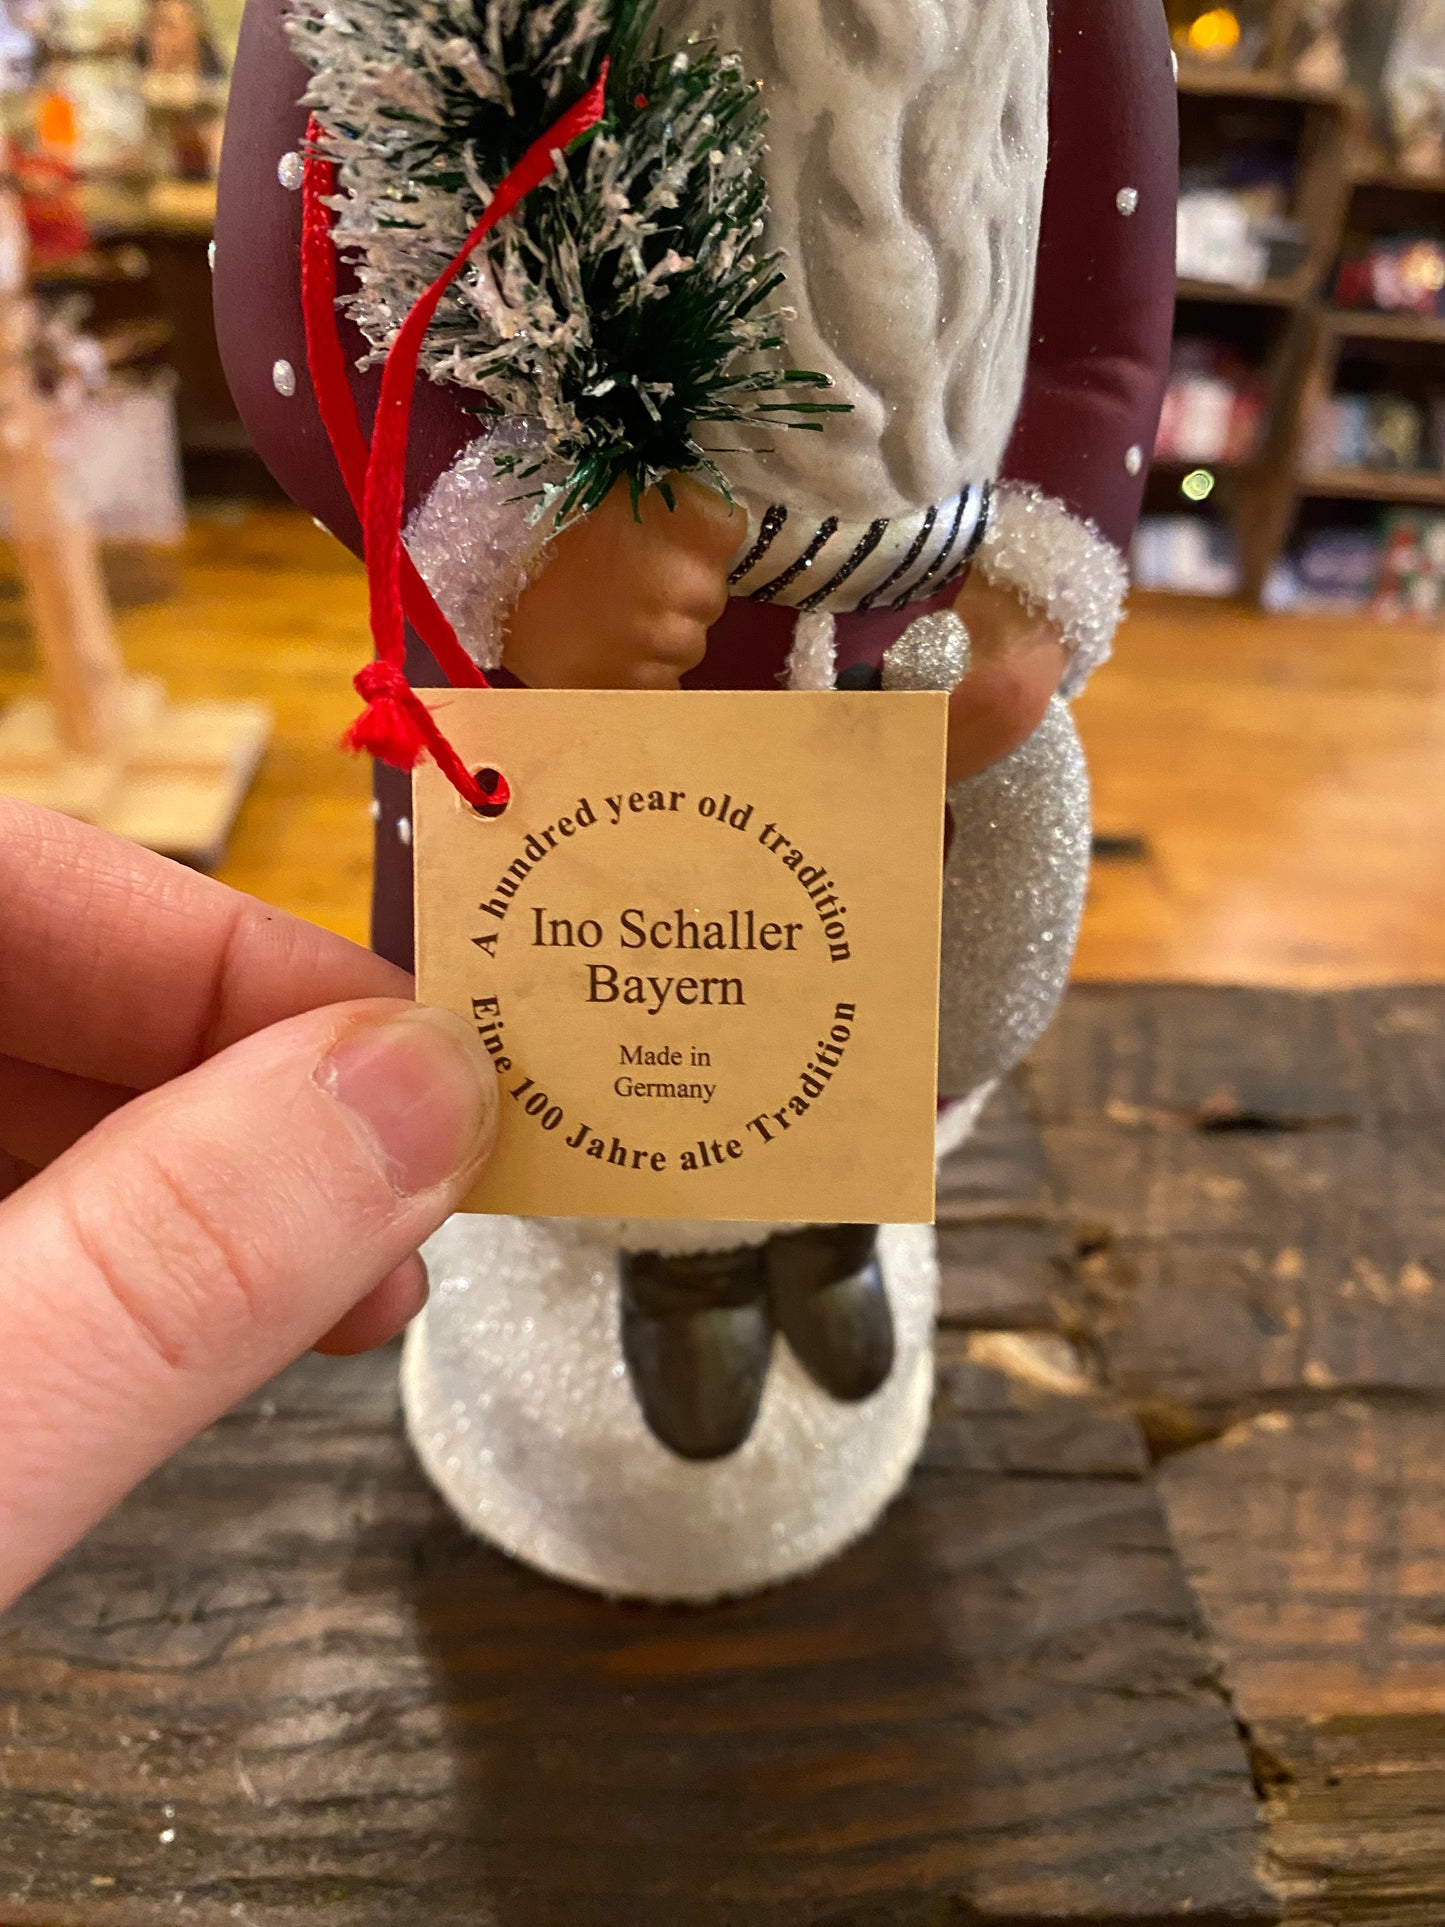 A hundred year old tradition
Ino Schaller
Bayern
Made in
Germany
Eine 100 Jahre alte Tradition